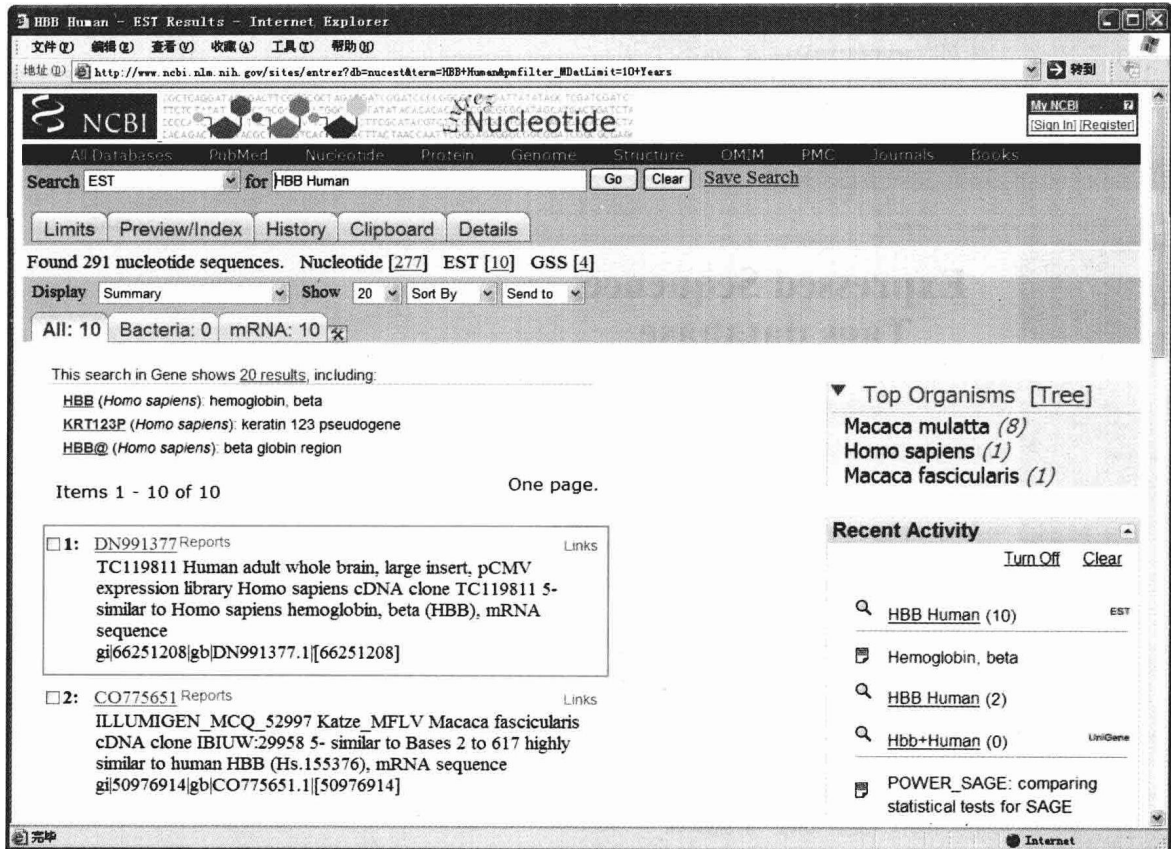 HBB Human - EST Results - Internet Explorer
文件(F) 编辑(E) 查看(V) 收藏(A) 工具(T) 帮助(H)
地址(D) http://www.ncbi.nlm.nih.gov/sites/entrez?db=nucest&term=HBB+Human&pmfilter_MDatLimit=10+Years 转到
NCBI
Entrez Nucleotide
My NCBI
[Sign In] [Register]
All Databases PubMed Nucleotide Protein Genome Structure OMIM PMC Journals Books
Search EST for HBB Human Go Clear Save Search
Limits Preview/Index History Clipboard Details
Found 291 nucleotide sequences. Nucleotide [277] EST [10] GSS [4]
Display Summary Show 20 Sort By Send to
All: 10 Bacteria: 0 mRNA: 10
This search in Gene shows 20 results, including:
HBB (Homo sapiens): hemoglobin, beta
KRT123P (Homo sapiens): keratin 123 pseudogene
HBB@ (Homo sapiens): beta globin region
Items 1 - 10 of 10 One page.
1: DN991377 Reports Links
TC119811 Human adult whole brain, large insert, pCMV
expression library Homo sapiens cDNA clone TC119811 5-
similar to Homo sapiens hemoglobin, beta (HBB), mRNA
sequence
gi|66251208|gb|DN991377.1|[66251208]
2: CO775651 Reports Links
ILLUMIGEN_MCQ_52997 Katze_MFLV Macaca fascicularis
cDNA clone IBIUW:29958 5- similar to Bases 2 to 617 highly
similar to human HBB (Hs.155376), mRNA sequence
gi|50976914|gb|CO775651.1|[50976914]
Top Organisms [Tree]
Macaca mulatta (8)
Homo sapiens (1)
Macaca fascicularis (1)
Recent Activity
Turn Off Clear
HBB Human (10) EST
Hemoglobin, beta
HBB Human (2)
Hbb+Human (0) UniGene
POWER_SAGE: comparing
statistical tests for SAGE
完毕 Internet